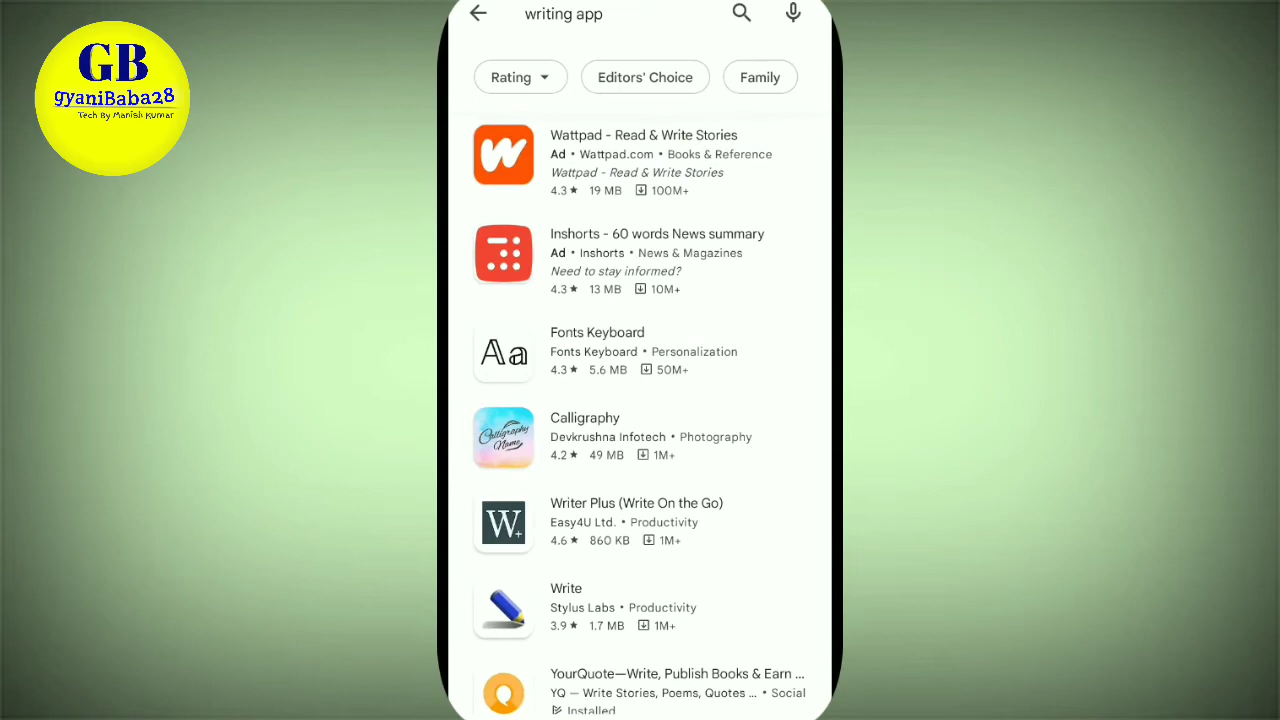 GB
gyaniBaba28
Tech By Manish Kumar
writing app
Rating
Editors' Choice
Family
Wattpad - Read & Write Stories
Ad • Wattpad.com • Books & Reference
Wattpad - Read & Write Stories
4.3★ 19 MB 100M+
Inshorts - 60 words News summary
Ad • Inshorts • News & Magazines
Need to stay informed?
4.3★ 13 MB 10M+
Aa
Fonts Keyboard
Fonts Keyboard • Personalization
4.3★ 5.6 MB 50M+
Calligraphy
Name
Calligraphy
Devkrushna Infotech • Photography
4.2★ 49 MB 1M+
W+
Writer Plus (Write On the Go)
Easy4U Ltd. • Productivity
4.6★ 860 KB 1M+
Write
Stylus Labs • Productivity
3.9★ 1.7 MB 1M+
YourQuote—Write, Publish Books & Earn ...
YQ — Write Stories, Poems, Quotes ... • Social
Installed